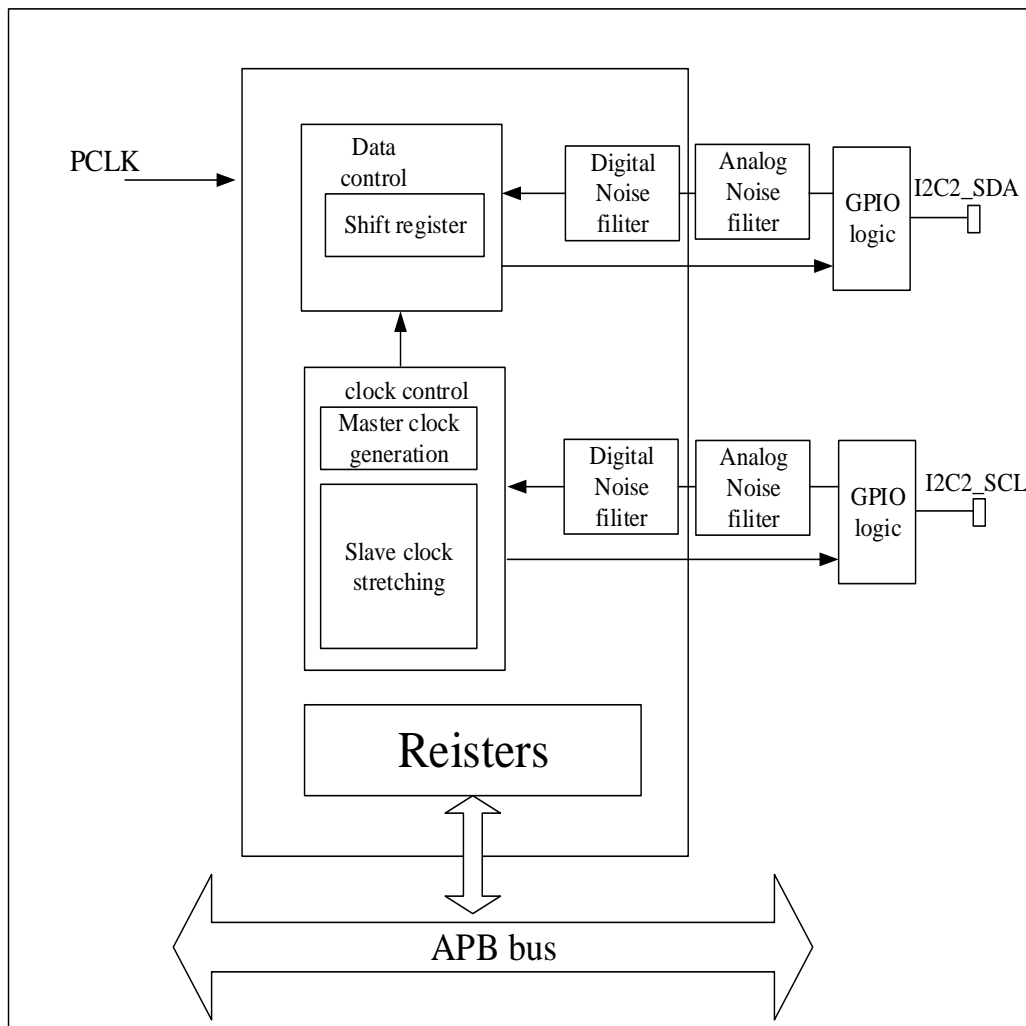 PCLK
Data
control
Shift register
Digital
Noise
filiter
Analog
Noise
filiter
GPIO
logic
I2C2_SDA
clock control
Master clock
generation
Slave clock
stretching
Digital
Noise
filiter
Analog
Noise
filiter
GPIO
logic
I2C2_SCL
Reisters
APB bus